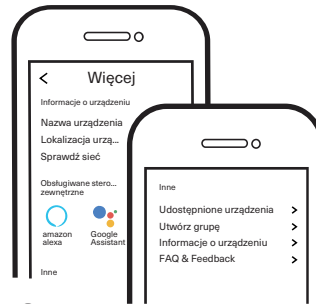 Więcej
Informacje o urządzeniu
Nazwa urządzenia
Lokalizacja urzą...
Sprawdź sieć
Obsługiwane stero...
zewnętrzne
amazon
alexa
Google
Assistant
Inne
Inne
Udostępnione urządzenia
Utwórz grupę
Informacje o urządzeniu
FAQ & Feedback